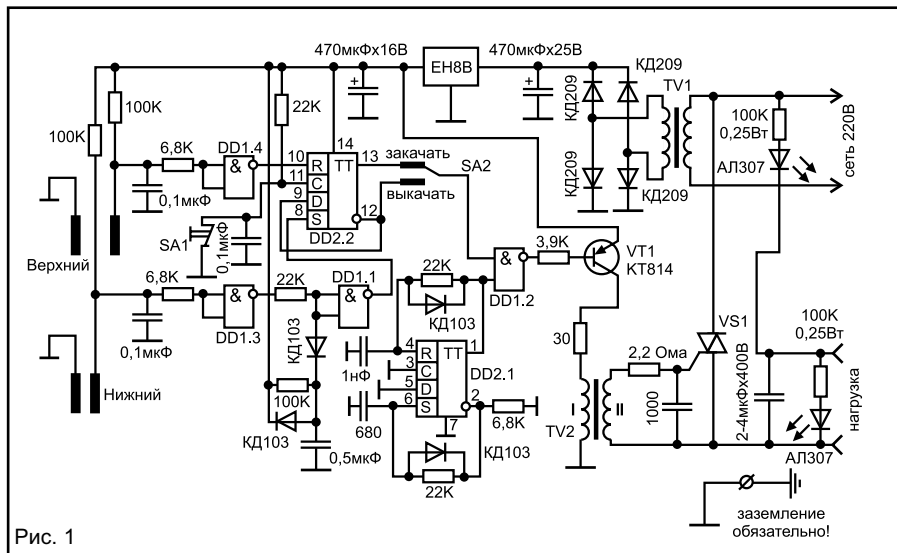 470мкФх16В
ЕН8В
470мкФх25В
КД209
TV1
100К
22К
КД209
100К
0,25Вт
сеть 220В
100К
6,8К
DD1.4
&
14
10
R
TT
13
закачать
SA2
АЛ307
11
C
9
D
выкачать
КД209
КД209
8
S
12
0,1мкФ
DD2.2
SA1
0,1мкФ
&
3,9К
VT1
КТ814
Верхний
6,8К
22К
22К
DD1.2
&
&
DD1.1
DD1.3
КД103
30
VS1
100К
0,25Вт
КД103
0,1мкФ
1нФ
4
R
TT
1
2,2 Ома
3
C
DD2.1
5
D
6
S
2
Нижний
100К
680
7
6,8К
I
II
TV2
1000
2-4мкФх400В
нагрузка
КД103
0,5мкФ
КД103
22К
АЛ307
заземление
обязательно!
Рис. 1